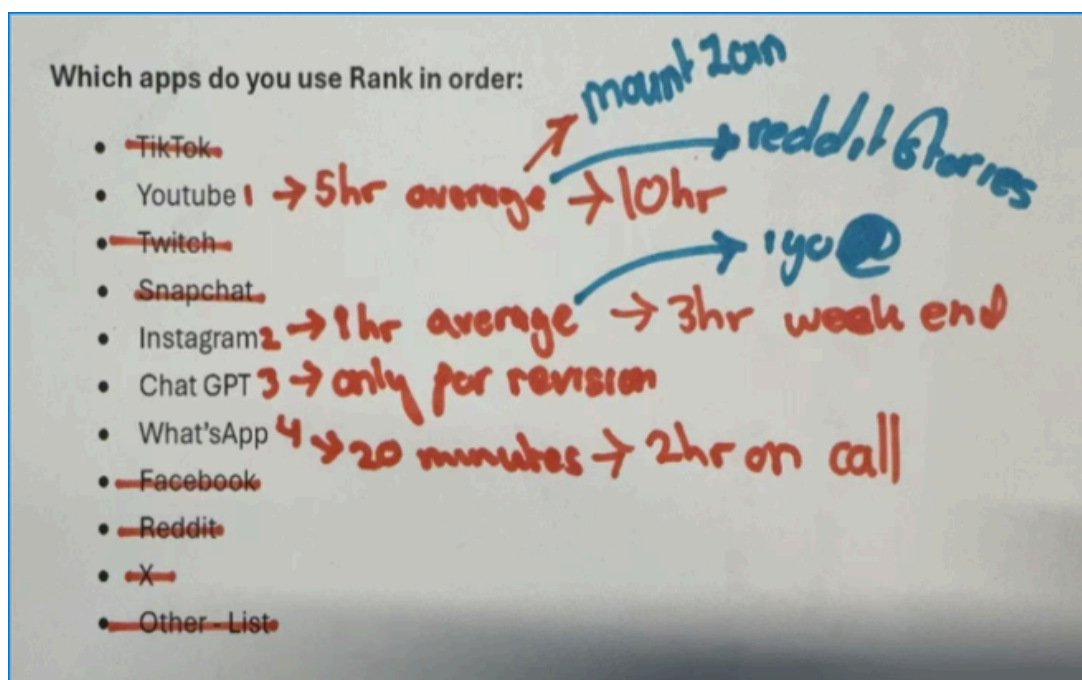 Which apps do you use Rank in order:
mount
reddit stories
TikTok
Youtube 1 → 5hr average → 10hr
Twitch
Snapchat
Instagram 2 → 1hr average → 3hr week end
Chat GPT 3 → only for revision
What'sApp 4 → 20 minutes → 2hr on call
Facebook
Reddit
X
Other - List